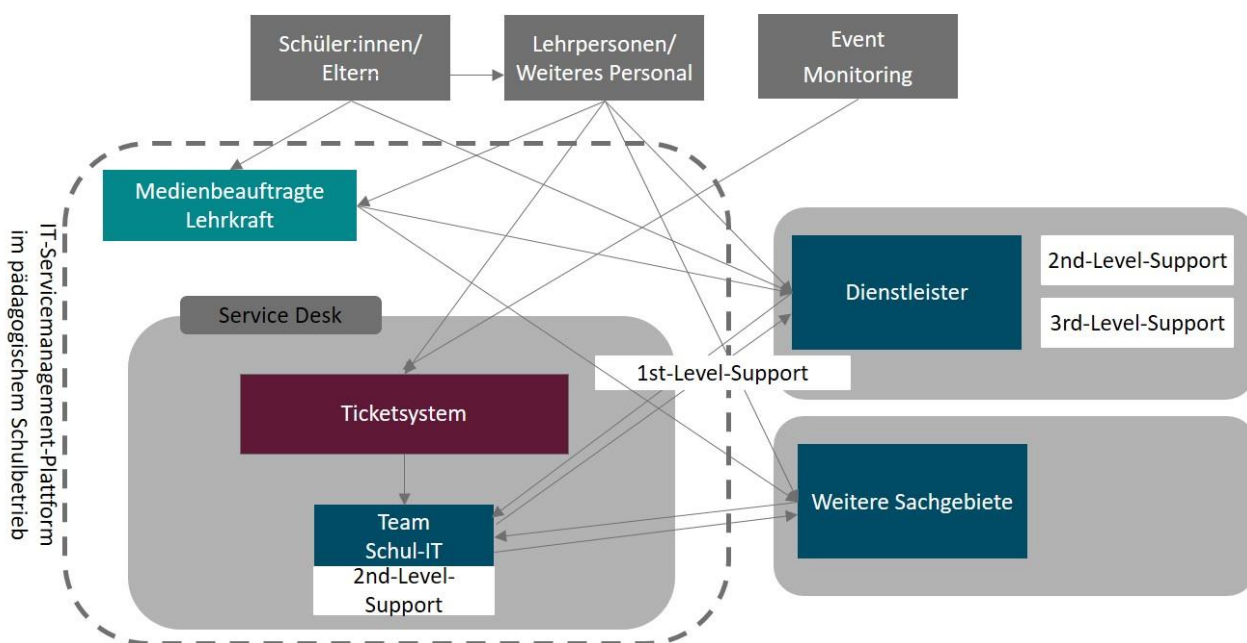 Schüler:innen/
Eltern
Lehrpersonen/
Weiteres Personal
Event
Monitoring
Medienbeauftragte
Lehrkraft
IT-Servicemanagement-Plattform
im pädagogischem Schulbetrieb
Service Desk
Ticketsystem
Team
Schul-IT
2nd-Level-
Support
1st-Level-Support
Dienstleister
2nd-Level-Support
3rd-Level-Support
Weitere Sachgebiete